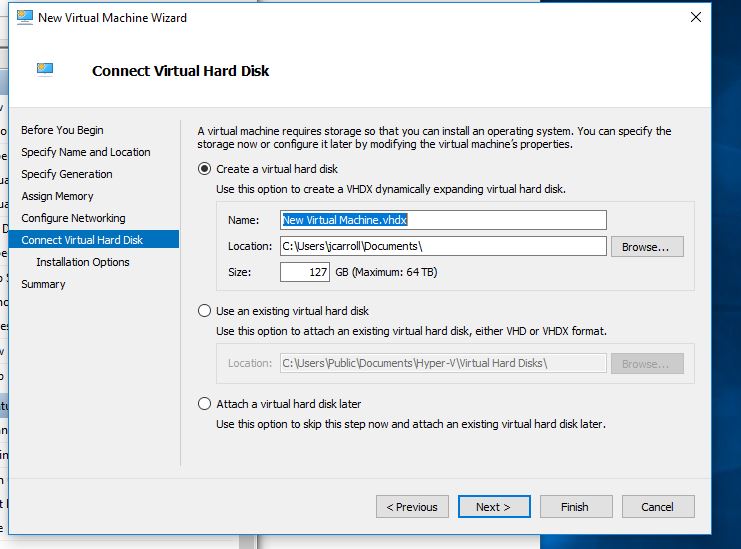 New Virtual Machine Wizard
Connect Virtual Hard Disk
Before You Begin
Specify Name and Location
Specify Generation
Assign Memory
Configure Networking
Connect Virtual Hard Disk
Installation Options
Summary
A virtual machine requires storage so that you can install an operating system. You can specify the
storage now or configure it later by modifying the virtual machine's properties.
Create a virtual hard disk
Use this option to create a VHDX dynamically expanding virtual hard disk.
Name: New Virtual Machine.vhdx
Location: C:\Users\jcarroll\Documents\ Browse...
Size: 127 GB (Maximum: 64 TB)
Use an existing virtual hard disk
Use this option to attach an existing virtual hard disk, either VHD or VHDX format.
Location: C:\Users\Public\Documents\Hyper-V\Virtual Hard Disks\ Browse...
Attach a virtual hard disk later
Use this option to skip this step now and attach an existing virtual hard disk later.
< Previous Next > Finish Cancel